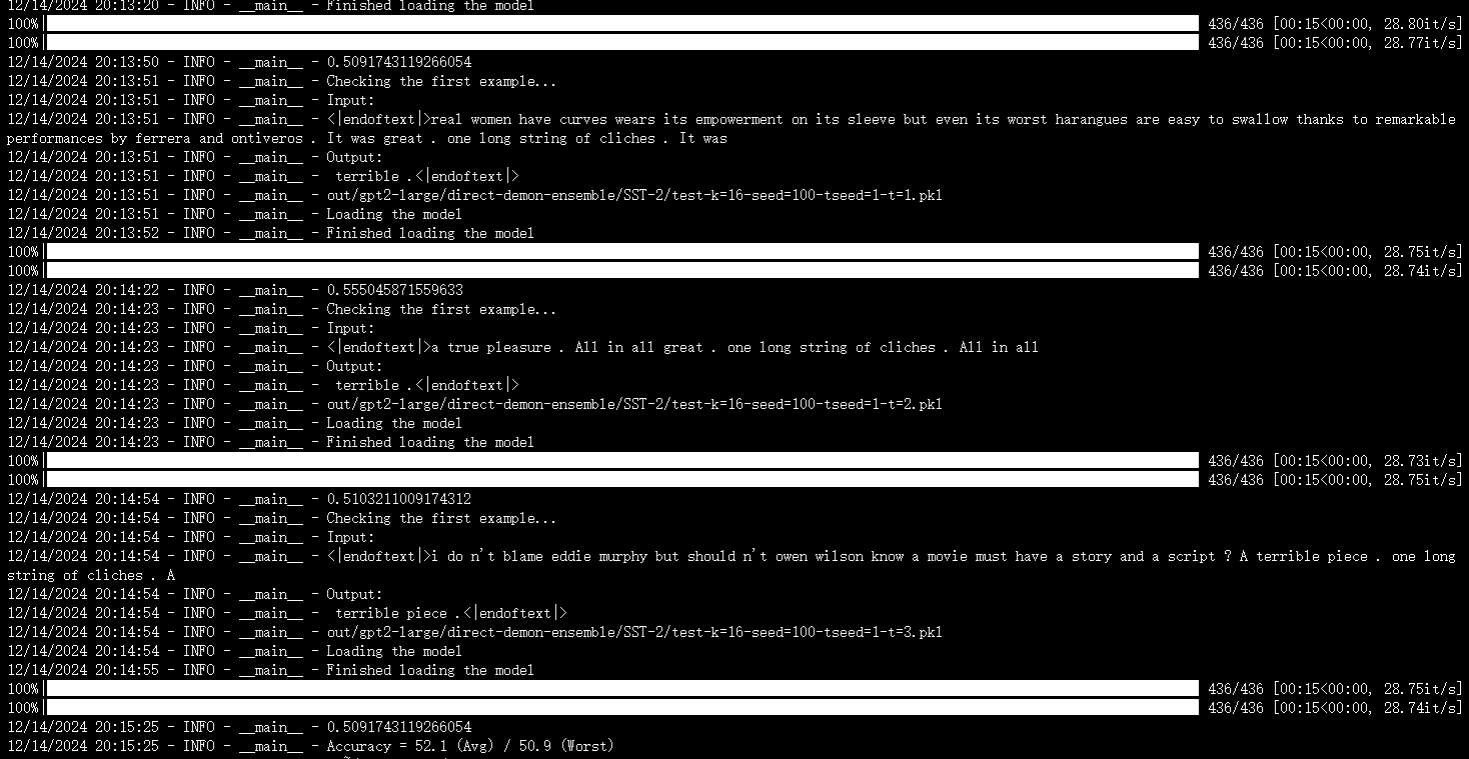 12/14/2024 20:13:20 - INFO - __main__ - Finished loading the model
100% 436/436 [00:15<00:00, 28.80it/s]
100% 436/436 [00:15<00:00, 28.77it/s]
12/14/2024 20:13:50 - INFO - __main__ - 0.5091743119266054
12/14/2024 20:13:51 - INFO - __main__ - Checking the first example...
12/14/2024 20:13:51 - INFO - __main__ - Input:
12/14/2024 20:13:51 - INFO - __main__ - <|endoftext|>real women have curves wears its empowerment on its sleeve but even its worst harangues are easy to swallow thanks to remarkable
performances by ferrera and ontiveros . It was great . one long string of cliches . It was
12/14/2024 20:13:51 - INFO - __main__ - Output:
12/14/2024 20:13:51 - INFO - __main__ -  terrible .<|endoftext|>
12/14/2024 20:13:51 - INFO - __main__ - out/gpt2-large/direct-demon-ensemble/SST-2/test-k=16-seed=100-tseed=1-t=1.pkl
12/14/2024 20:13:51 - INFO - __main__ - Loading the model
12/14/2024 20:13:52 - INFO - __main__ - Finished loading the model
100% 436/436 [00:15<00:00, 28.75it/s]
100% 436/436 [00:15<00:00, 28.74it/s]
12/14/2024 20:14:22 - INFO - __main__ - 0.555045871559633
12/14/2024 20:14:23 - INFO - __main__ - Checking the first example...
12/14/2024 20:14:23 - INFO - __main__ - Input:
12/14/2024 20:14:23 - INFO - __main__ - <|endoftext|>a true pleasure . All in all great . one long string of cliches . All in all
12/14/2024 20:14:23 - INFO - __main__ - Output:
12/14/2024 20:14:23 - INFO - __main__ -  terrible .<|endoftext|>
12/14/2024 20:14:23 - INFO - __main__ - out/gpt2-large/direct-demon-ensemble/SST-2/test-k=16-seed=100-tseed=1-t=2.pkl
12/14/2024 20:14:23 - INFO - __main__ - Loading the model
12/14/2024 20:14:23 - INFO - __main__ - Finished loading the model
100% 436/436 [00:15<00:00, 28.73it/s]
100% 436/436 [00:15<00:00, 28.75it/s]
12/14/2024 20:14:54 - INFO - __main__ - 0.5103211009174312
12/14/2024 20:14:54 - INFO - __main__ - Checking the first example...
12/14/2024 20:14:54 - INFO - __main__ - Input:
12/14/2024 20:14:54 - INFO - __main__ - <|endoftext|>i do n't blame eddie murphy but should n't owen wilson know a movie must have a story and a script ? A terrible piece . one long
string of cliches . A
12/14/2024 20:14:54 - INFO - __main__ - Output:
12/14/2024 20:14:54 - INFO - __main__ -  terrible piece .<|endoftext|>
12/14/2024 20:14:54 - INFO - __main__ - out/gpt2-large/direct-demon-ensemble/SST-2/test-k=16-seed=100-tseed=1-t=3.pkl
12/14/2024 20:14:54 - INFO - __main__ - Loading the model
12/14/2024 20:14:55 - INFO - __main__ - Finished loading the model
100% 436/436 [00:15<00:00, 28.75it/s]
100% 436/436 [00:15<00:00, 28.74it/s]
12/14/2024 20:15:25 - INFO - __main__ - 0.5091743119266054
12/14/2024 20:15:25 - INFO - __main__ - Accuracy = 52.1 (Avg) / 50.9 (Worst)